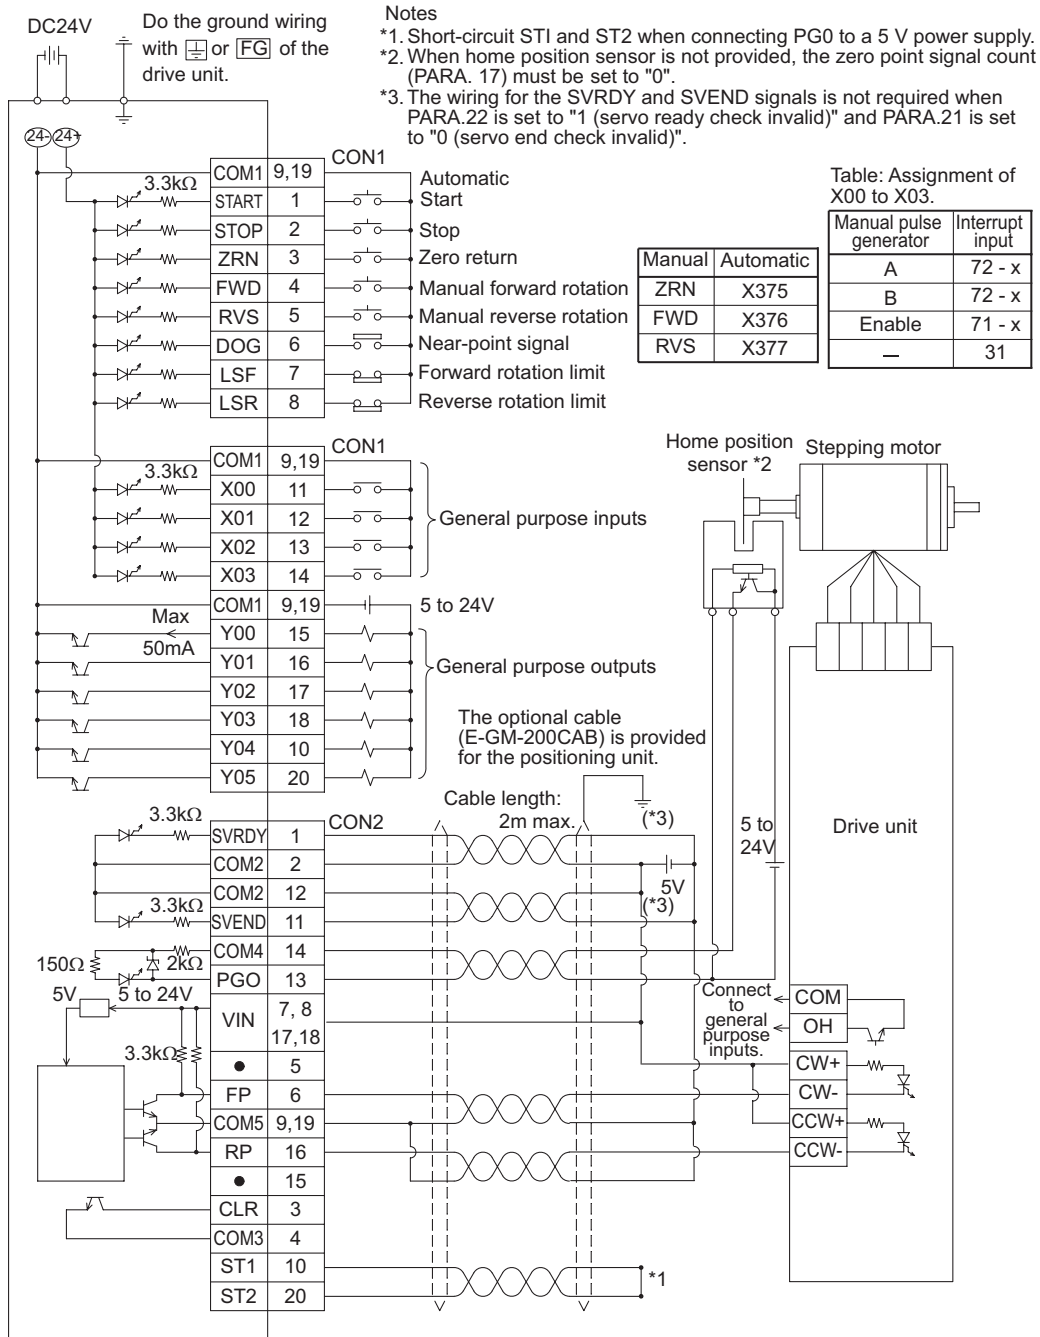 DC24V
Do the ground wiring
with ⏚ or FG of the
drive unit.
Notes
*1. Short-circuit STI and ST2 when connecting PG0 to a 5 V power supply.
*2. When home position sensor is not provided, the zero point signal count
(PARA. 17) must be set to "0".
*3. The wiring for the SVRDY and SVEND signals is not required when
PARA.22 is set to "1 (servo ready check invalid)" and PARA.21 is set
to "0 (servo end check invalid)".
24- 24+
CON1
3.3kΩ
COM1 9,19
START 1
STOP 2
ZRN 3
FWD 4
RVS 5
DOG 6
LSF 7
LSR 8
Automatic
Start
Stop
Zero return
Manual forward rotation
Manual reverse rotation
Near-point signal
Forward rotation limit
Reverse rotation limit
Manual Automatic
ZRN X375
FWD X376
RVS X377
Table: Assignment of
X00 to X03.
Manual pulse generator Interrupt input
A 72 - x
B 72 - x
Enable 71 - x
— 31
CON1
3.3kΩ
COM1 9,19
X00 11
X01 12
X02 13
X03 14
General purpose inputs
COM1 9,19
5 to 24V
Max
50mA
Y00 15
Y01 16
Y02 17
Y03 18
Y04 10
Y05 20
General purpose outputs
Home position
sensor *2
Stepping motor
The optional cable
(E-GM-200CAB) is provided
for the positioning unit.
Cable length:
2m max.
(*3)
5V
(*3)
5 to
24V
Drive unit
CON2
3.3kΩ
SVRDY 1
COM2 2
COM2 12
3.3kΩ
SVEND 11
COM4 14
150Ω
2kΩ
PGO 13
5V
5 to 24V
VIN 7, 8
17,18
3.3kΩ
● 5
FP 6
COM5 9,19
RP 16
● 15
CLR 3
COM3 4
ST1 10
ST2 20
*1
Connect
to
general
purpose
inputs.
COM
OH
CW+
CW-
CCW+
CCW-